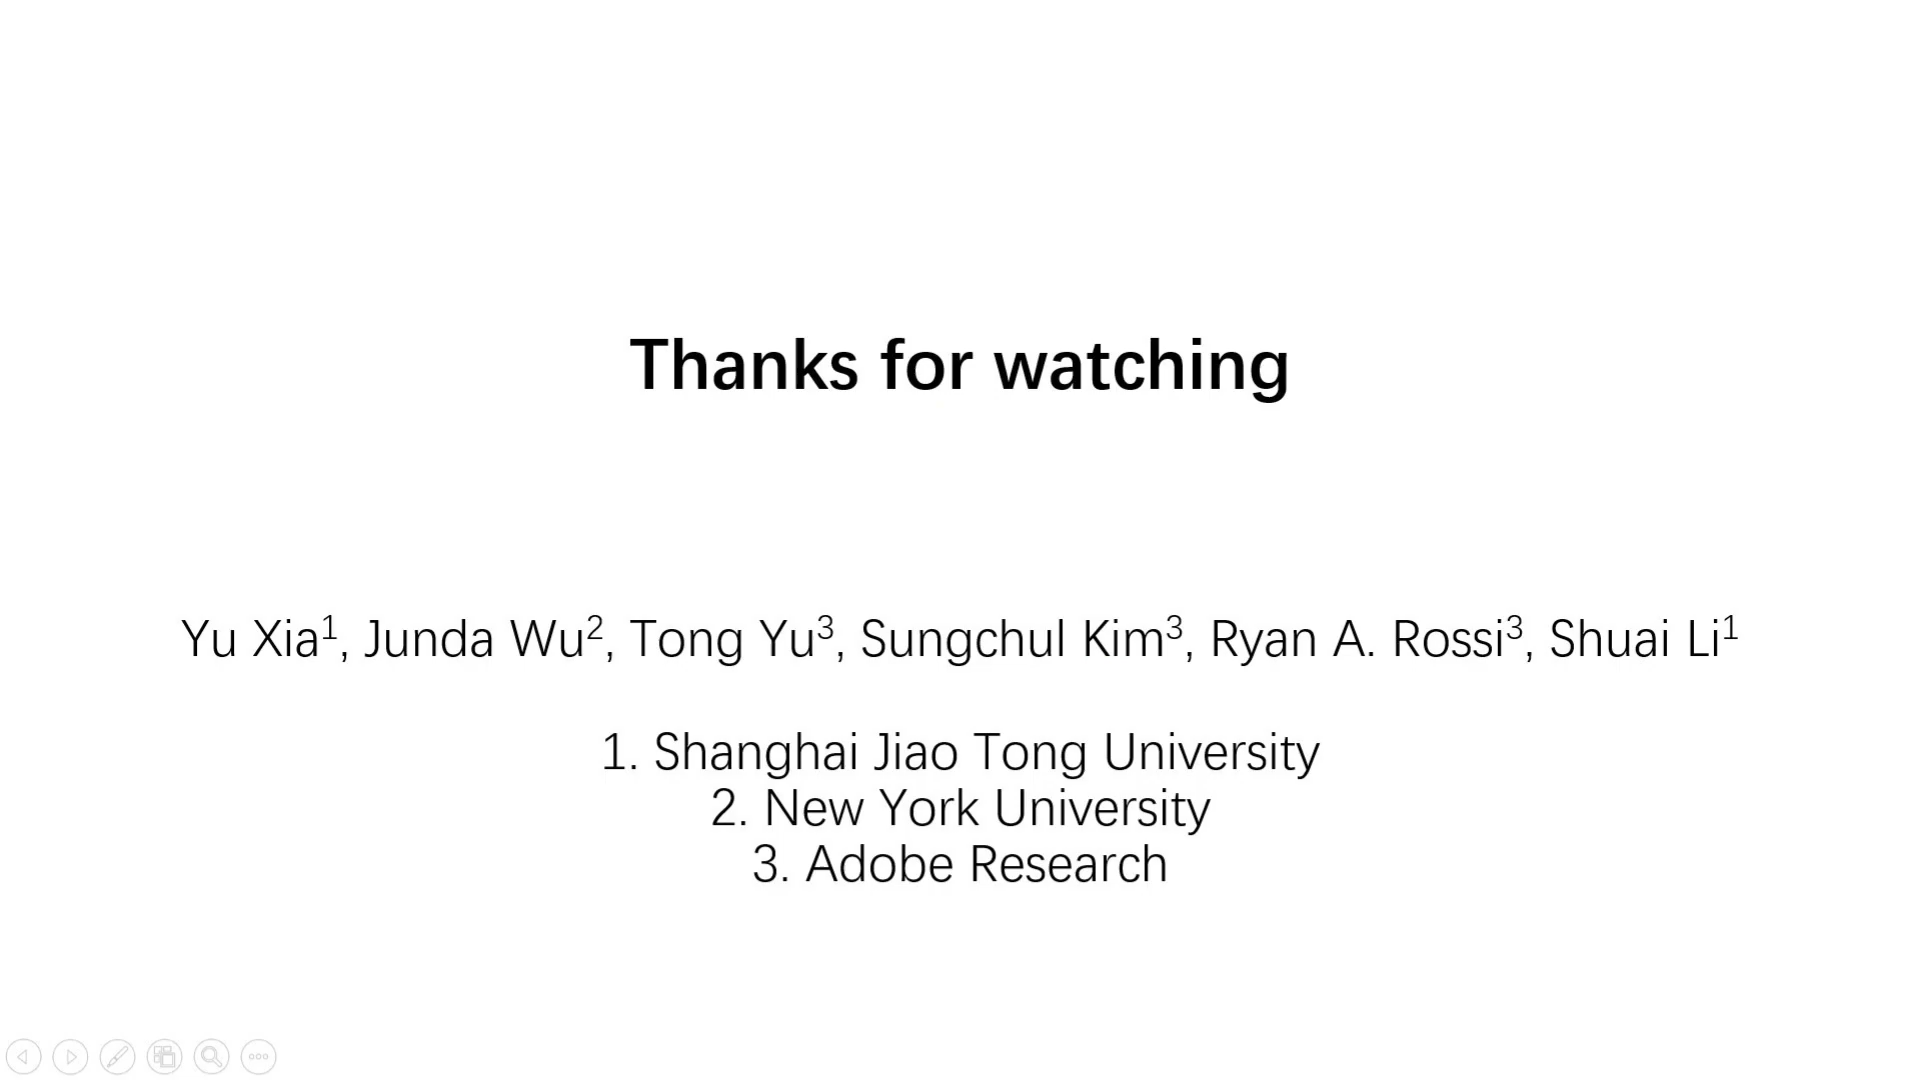 Thanks for watching
Yu Xia¹, Junda Wu², Tong Yu³, Sungchul Kim³, Ryan A. Rossi³, Shuai Li¹
1. Shanghai Jiao Tong University
2. New York University
3. Adobe Research